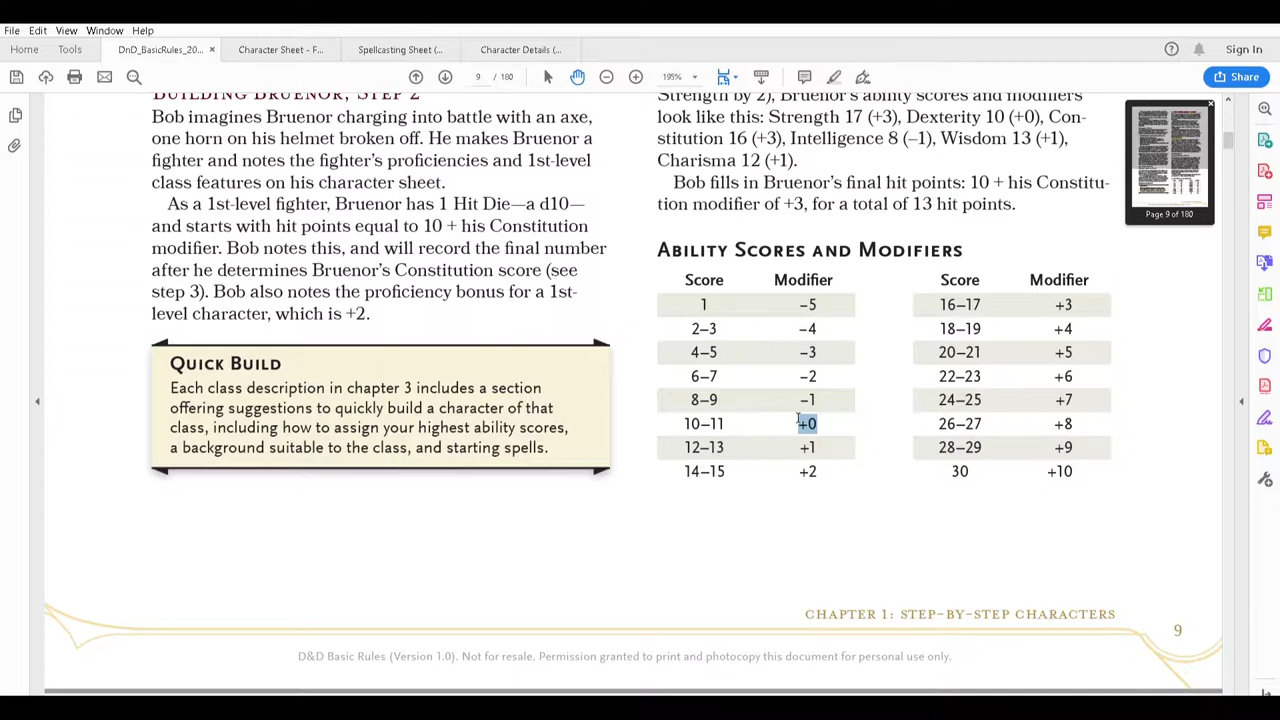 File Edit View Window Help
Home Tools DnD_BasicRules_20... × Character Sheet - F... Spellcasting Sheet (... Character Details (... Sign In
9 / 180 195% Share
BUILDING BRUENOR, STEP 2
Bob imagines Bruenor charging into battle with an axe,
one horn on his helmet broken off. He makes Bruenor a
fighter and notes the fighter's proficiencies and 1st-level
class features on his character sheet.
As a 1st-level fighter, Bruenor has 1 Hit Die—a d10—
and starts with hit points equal to 10 + his Constitution
modifier. Bob notes this, and will record the final number
after he determines Bruenor's Constitution score (see
step 3). Bob also notes the proficiency bonus for a 1st-
level character, which is +2.
QUICK BUILD
Each class description in chapter 3 includes a section
offering suggestions to quickly build a character of that
class, including how to assign your highest ability scores,
a background suitable to the class, and starting spells.
Strength by 2), Bruenor's ability scores and modifiers
look like this: Strength 17 (+3), Dexterity 10 (+0), Con-
stitution 16 (+3), Intelligence 8 (–1), Wisdom 13 (+1),
Charisma 12 (+1).
Bob fills in Bruenor's final hit points: 10 + his Constitu-
tion modifier of +3, for a total of 13 hit points.
ABILITY SCORES AND MODIFIERS
Score Modifier Score Modifier
1 –5 16–17 +3
2–3 –4 18–19 +4
4–5 –3 20–21 +5
6–7 –2 22–23 +6
8–9 –1 24–25 +7
10–11 +0 26–27 +8
12–13 +1 28–29 +9
14–15 +2 30 +10
Page 9 of 180
CHAPTER 1: STEP-BY-STEP CHARACTERS
9
D&D Basic Rules (Version 1.0). Not for resale. Permission granted to print and photocopy this document for personal use only.